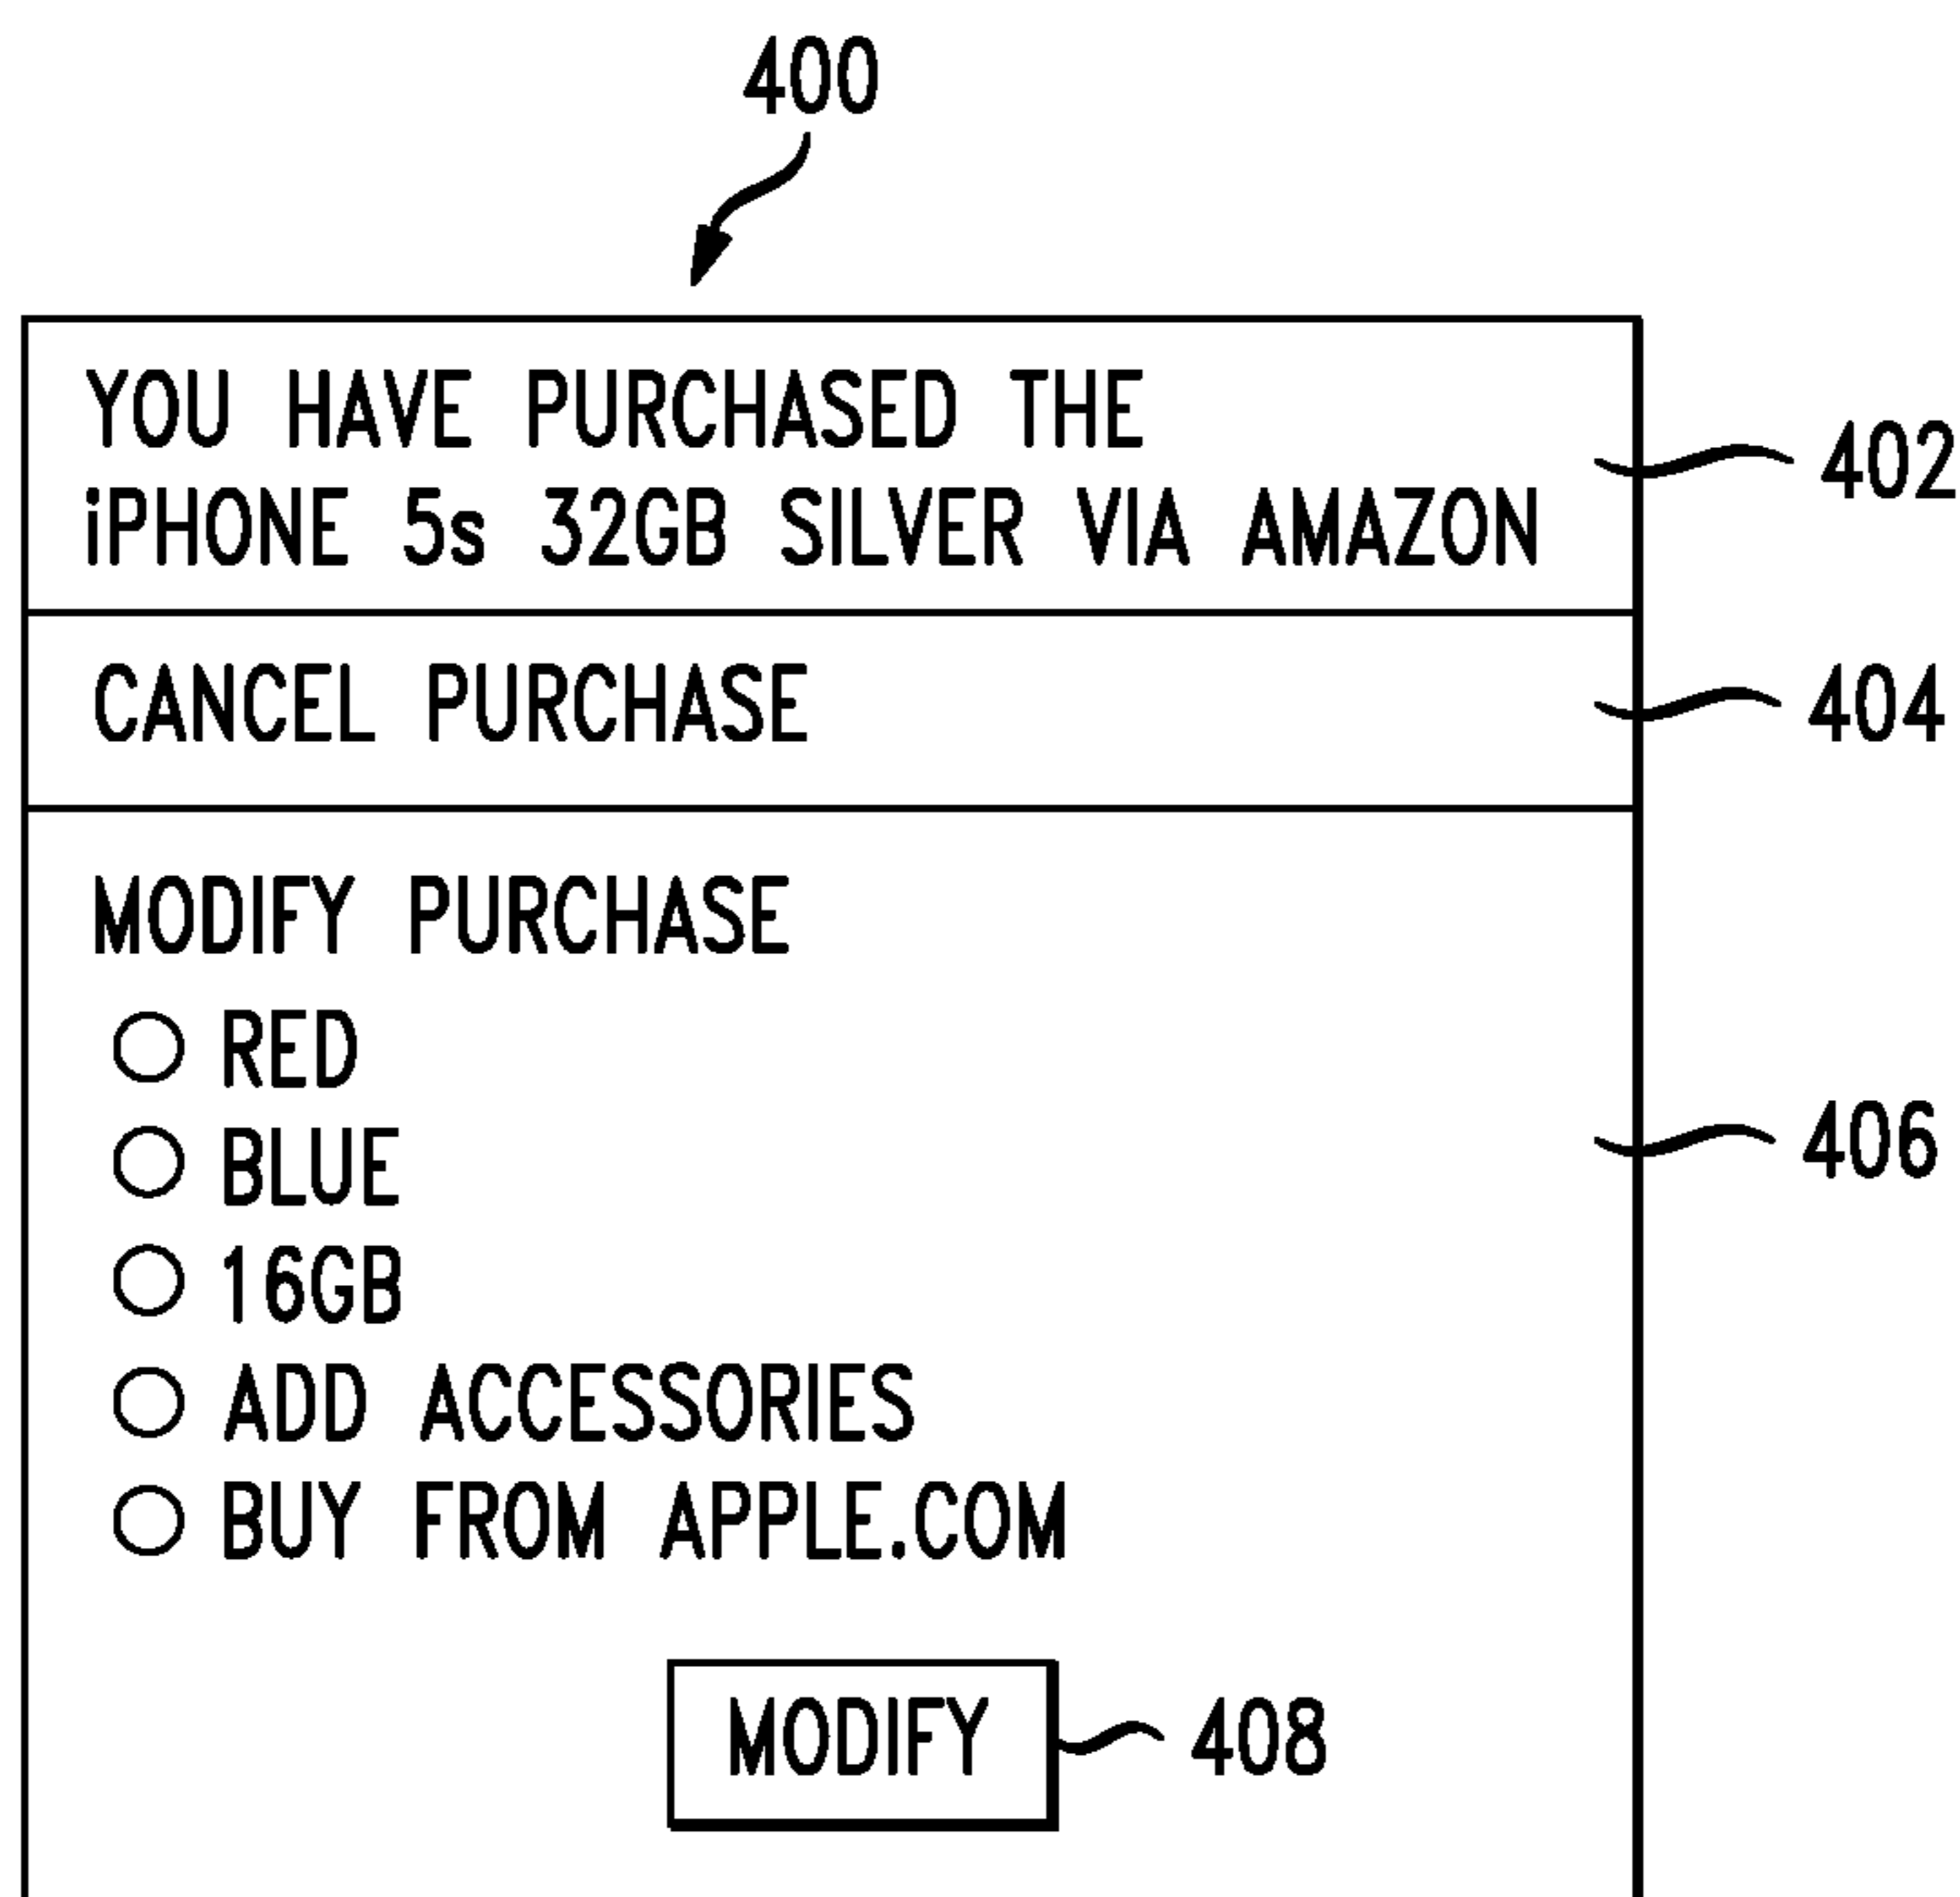 400
YOU HAVE PURCHASED THE
iPHONE 5s 32GB SILVER VIA AMAZON
402
CANCEL PURCHASE
404
MODIFY PURCHASE
RED
BLUE
406
16GB
ADD ACCESSORIES
BUY FROM APPLE.COM
MODIFY
408